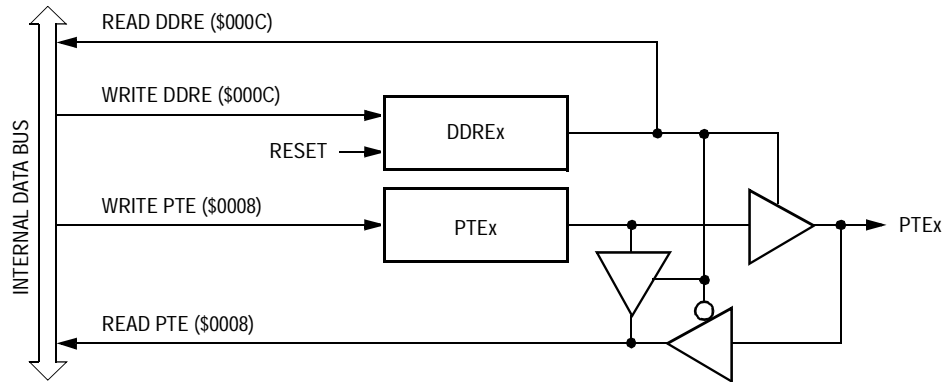 READ DDRE ($000C)
WRITE DDRE ($000C)
DDREx
RESET
WRITE PTE ($0008)
PTEx
PTEx
READ PTE ($0008)
INTERNAL DATA BUS